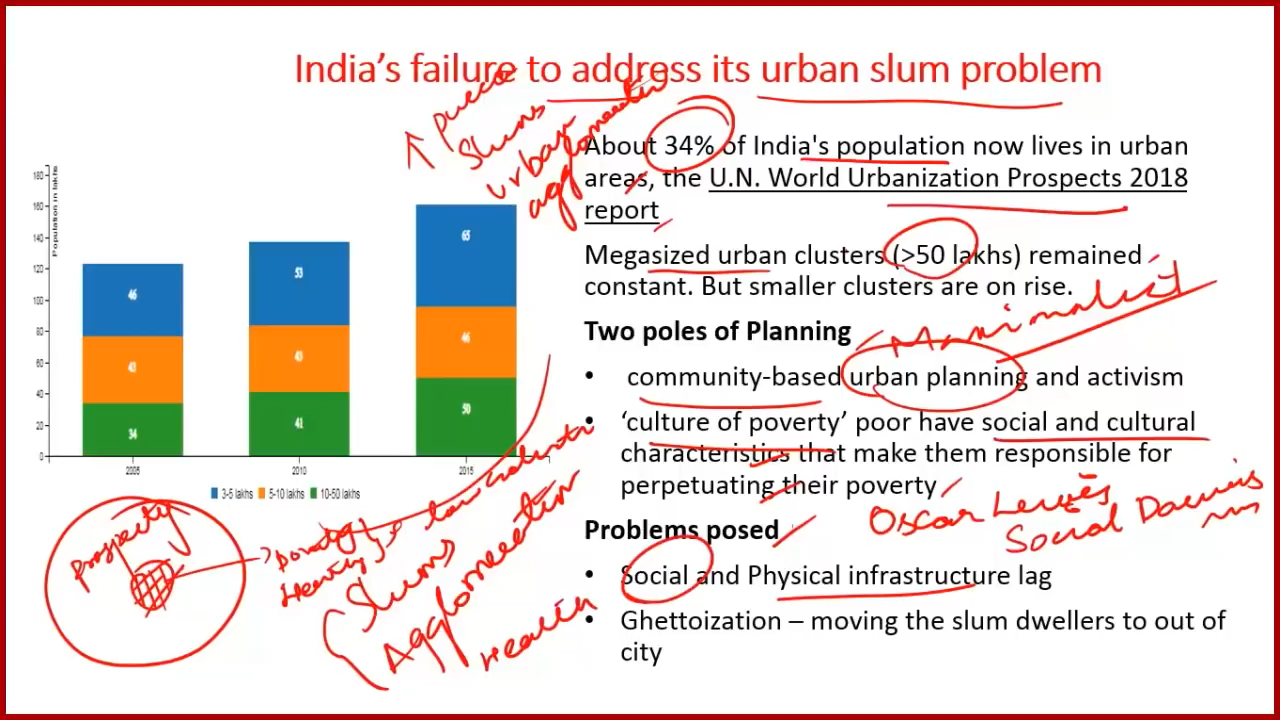 India's failure to address its urban slum problem
About 34% of India's population now lives in urban
areas, the U.N. World Urbanization Prospects 2018
report
Megasized urban clusters (>50 lakhs) remained
constant. But smaller clusters are on rise.
Two poles of Planning
• community-based urban planning and activism
• ‘culture of poverty’ poor have social and cultural
characteristics that make them responsible for
perpetuating their poverty
Problems posed
• Social and Physical infrastructure lag
• Ghettoization – moving the slum dwellers to out of
city
Population in lakhs
180
160
140
120
100
80
60
40
20
0
46
43
34
53
43
41
65
46
50
2005
2010
2015
3-5 lakhs 5-10 lakhs 10-50 lakhs
Slums
urban
agglomeration
Minimalist
Oscar Lewis
Social
Prosperity
Slums
Agglomeration
Health